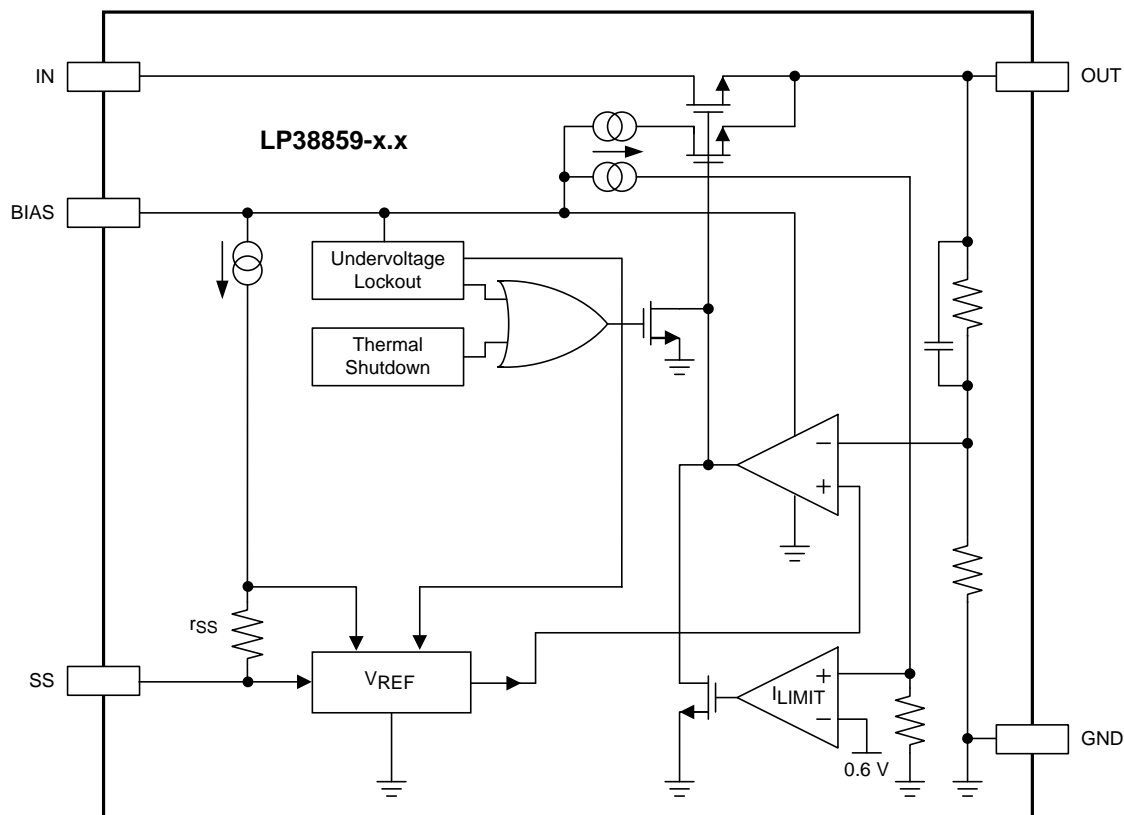 IN
OUT
LP38859-x.x
BIAS
Undervoltage
Lockout
Thermal
Shutdown
−
+
rSS
SS
VREF
+
ILIMIT
−
0.6 V
GND